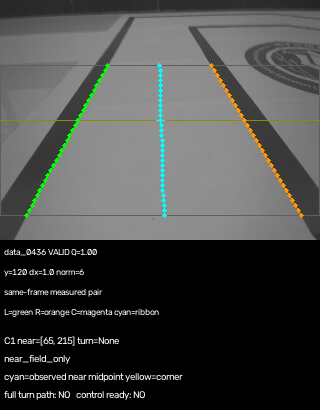 data_0436 VALID Q=1.00
y=120 dx=1.0 norm=6
same-frame measured pair
L=green R=orange C=magenta cyan=ribbon
C1 near=[65, 215] turn=None
near_field_only
cyan=observed near midpoint yellow=corner
full turn path: NO control ready: NO